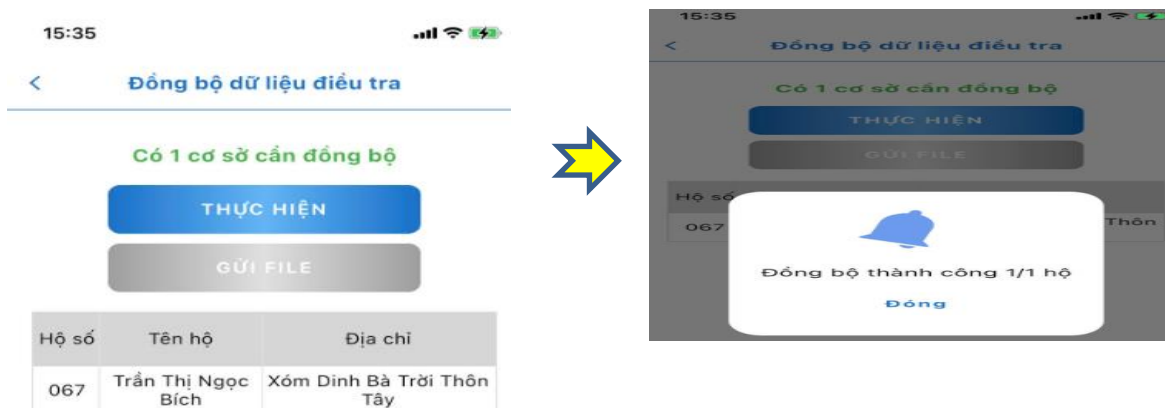 15:35
Đồng bộ dữ liệu điều tra
Có 1 cơ sở cần đồng bộ
THỰC HIỆN
GỬI FILE
Hộ số Tên hộ Địa chỉ
067 Trần Thị Ngọc Bích Xóm Dinh Bà Trời Thôn Tây
15:35
Đồng bộ dữ liệu điều tra
Có 1 cơ sở cần đồng bộ
THỰC HIỆN
GỬI FILE
Hộ số
067 Thôn
Đồng bộ thành công 1/1 hộ
Đóng